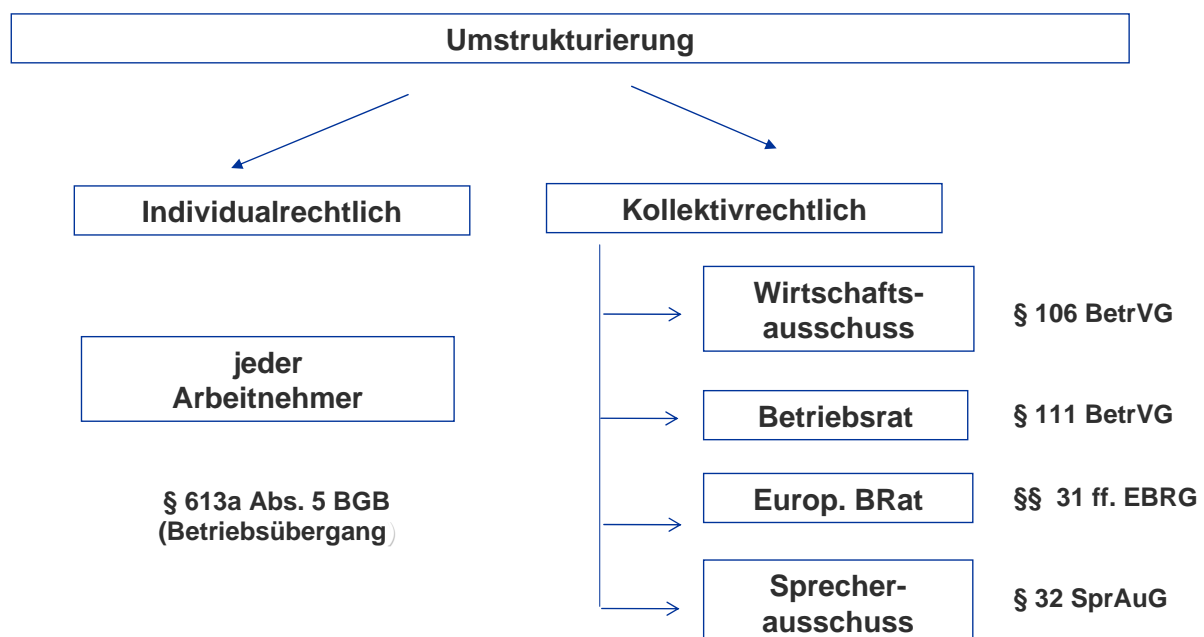 Umstrukturierung
Individualrechtlich
jeder
Arbeitnehmer
§ 613a Abs. 5 BGB
(Betriebsübergang)
Kollektivrechtlich
Wirtschafts-
ausschuss
§ 106 BetrVG
Betriebsrat
§ 111 BetrVG
Europ. BRat
§§ 31 ff. EBRG
Sprecher-
ausschuss
§ 32 SprAuG